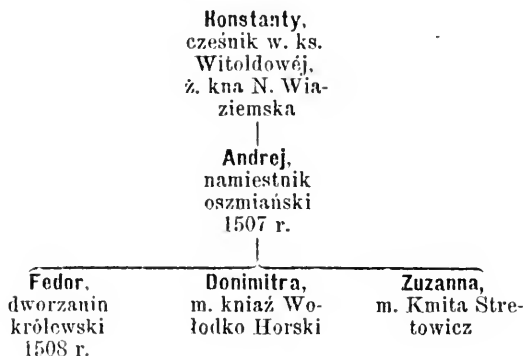 Konstanty,
cześnik w. ks.
Witoldowéj,
ż. kna N. Wia-
ziemska
Andrej,
namiestnik
oszmiański
1507 r.
Fedor,
dworzanin
królewski
1508 r.
Donimitra,
m. kniaź Wo-
łodko Horski
Zuzanna,
m. Kmita Stre-
towicz